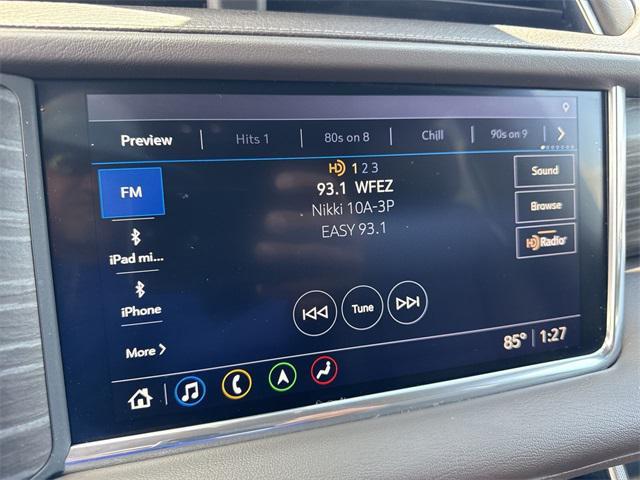 Preview Hits 1 80s on 8 Chill 90s on 9
HD 1 2 3
FM 93.1 WFEZ Sound
Nikki 10A-3P Browse
EASY 93.1 HD Radio
iPad mi...
iPhone
Tune
More
85° 1:27